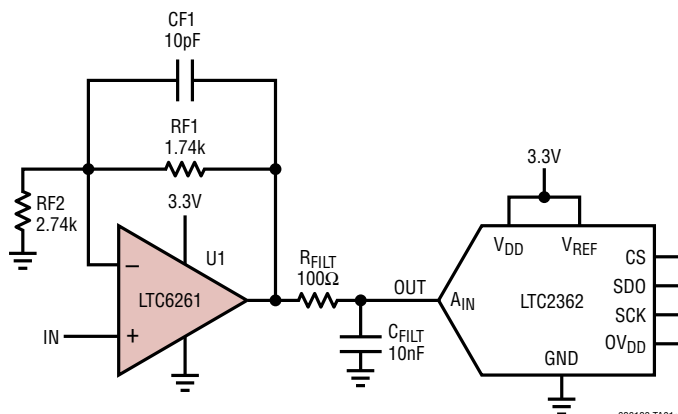 CF1
10pF
RF1
1.74k
RF2
2.74k
3.3V
U1
−
LTC6261
IN
+
RFILT
100Ω
OUT
CFILT
10nF
3.3V
VDD
VREF
AIN
LTC2362
CS
SDO
SCK
OVDD
GND